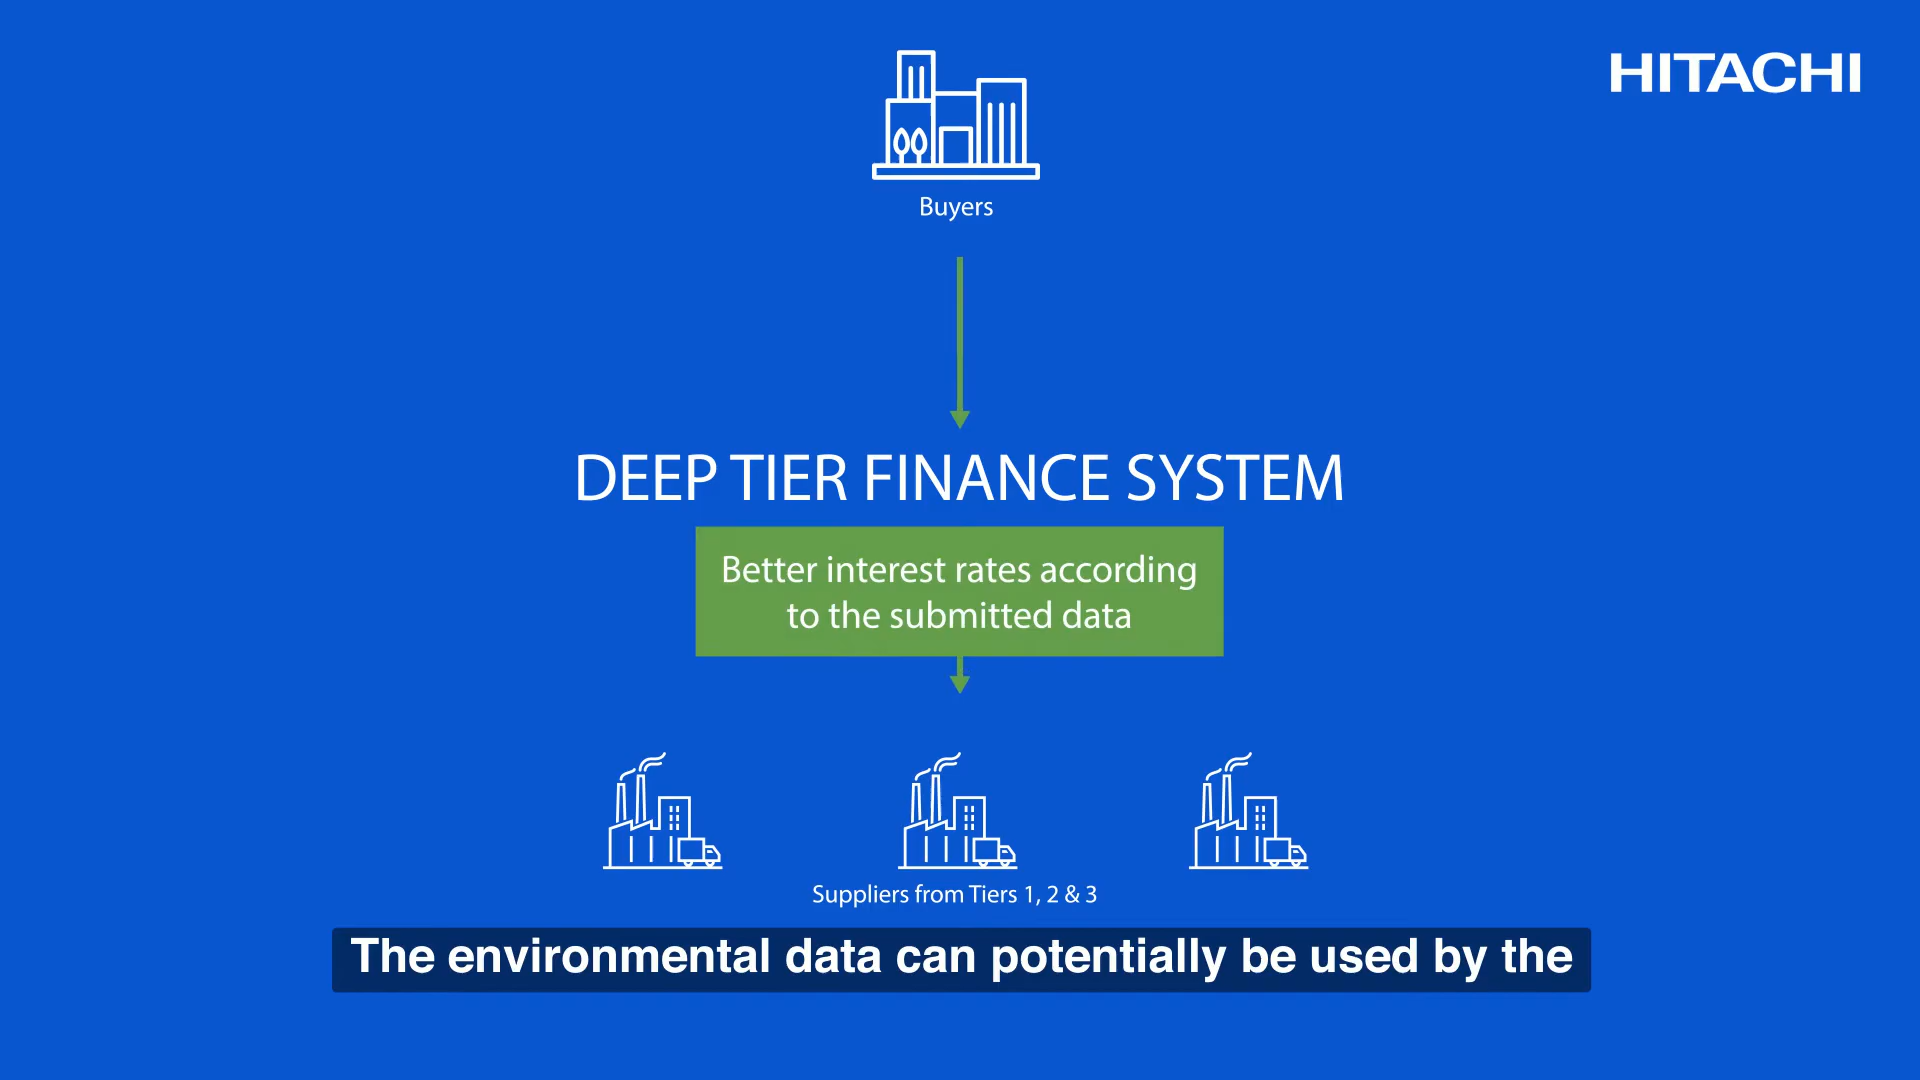 HITACHI
Buyers
DEEP TIER FINANCE SYSTEM
Better interest rates according
to the submitted data
Suppliers from Tiers 1, 2 & 3
The environmental data can potentially be used by the